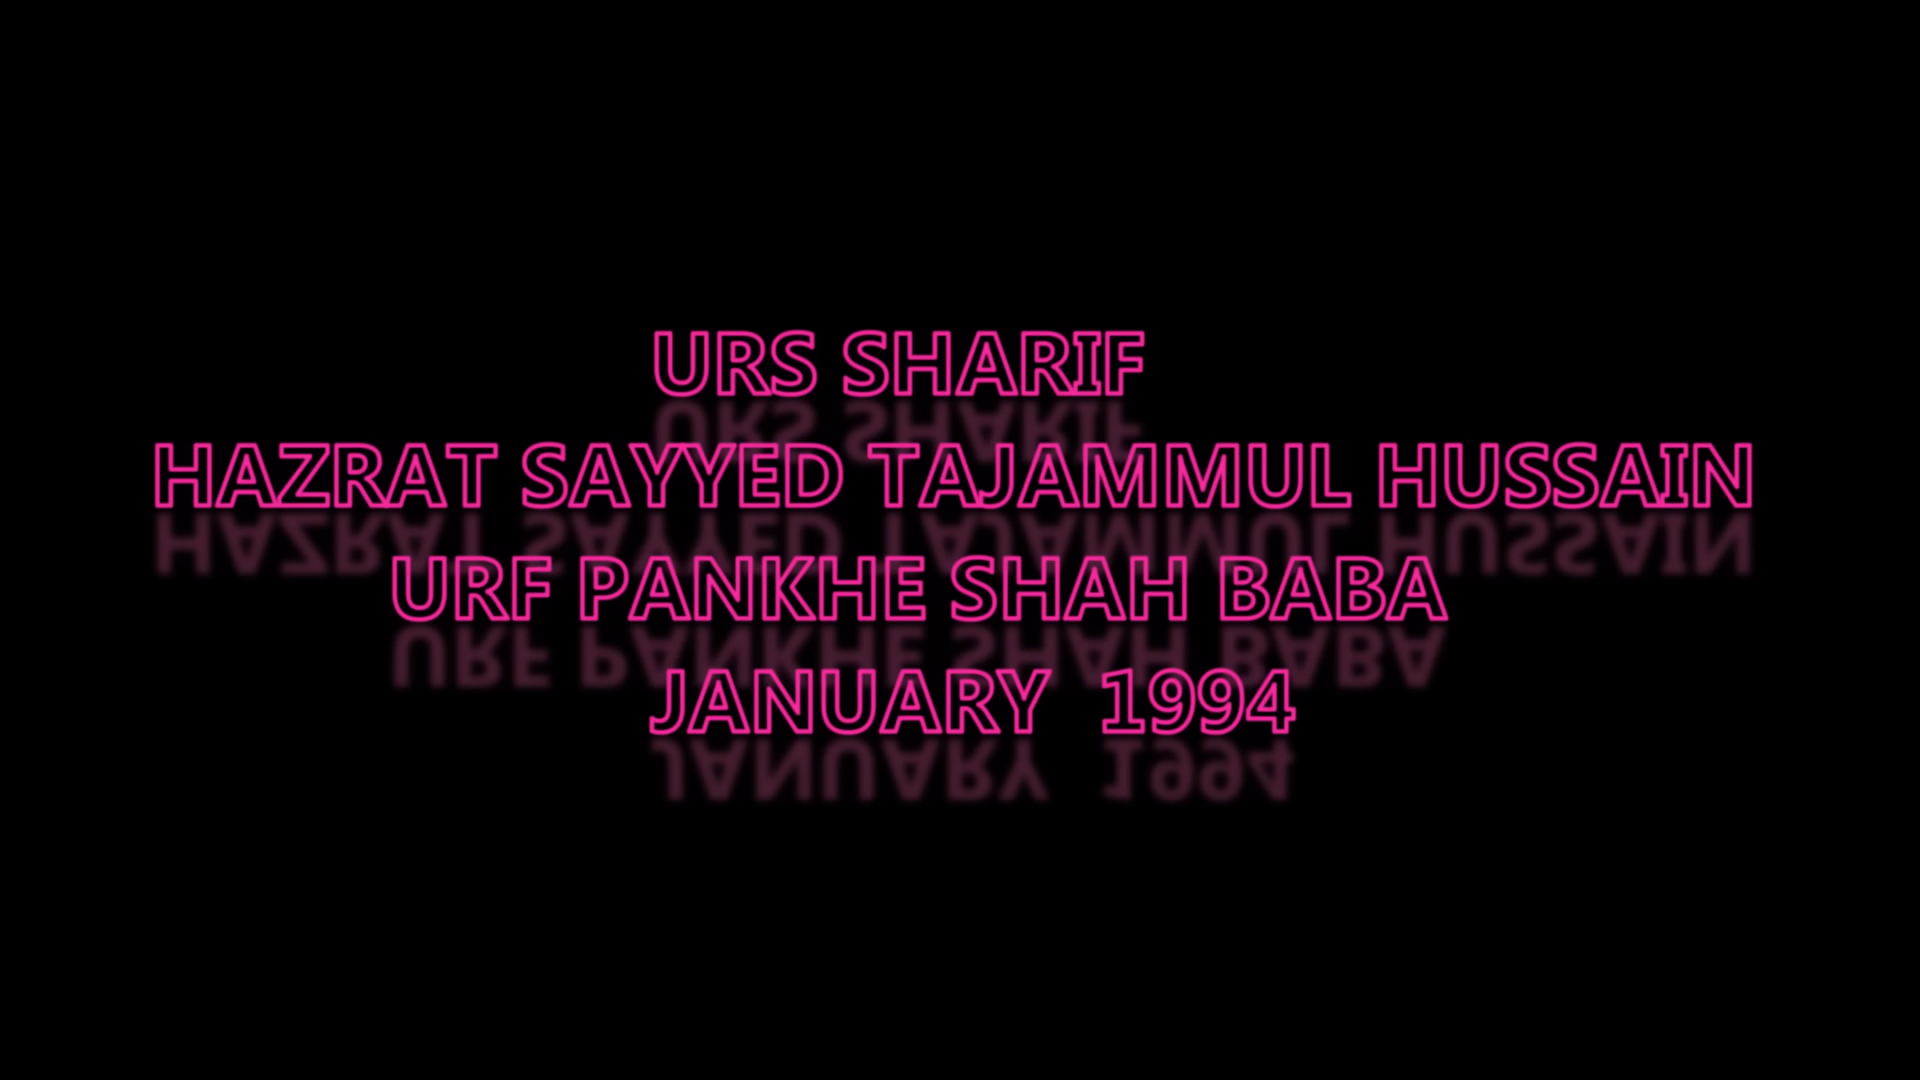 URS SHARIF
HAZRAT SAYYED TAJAMMUL HUSSAIN
URF PANKHE SHAH BABA
JANUARY  1994